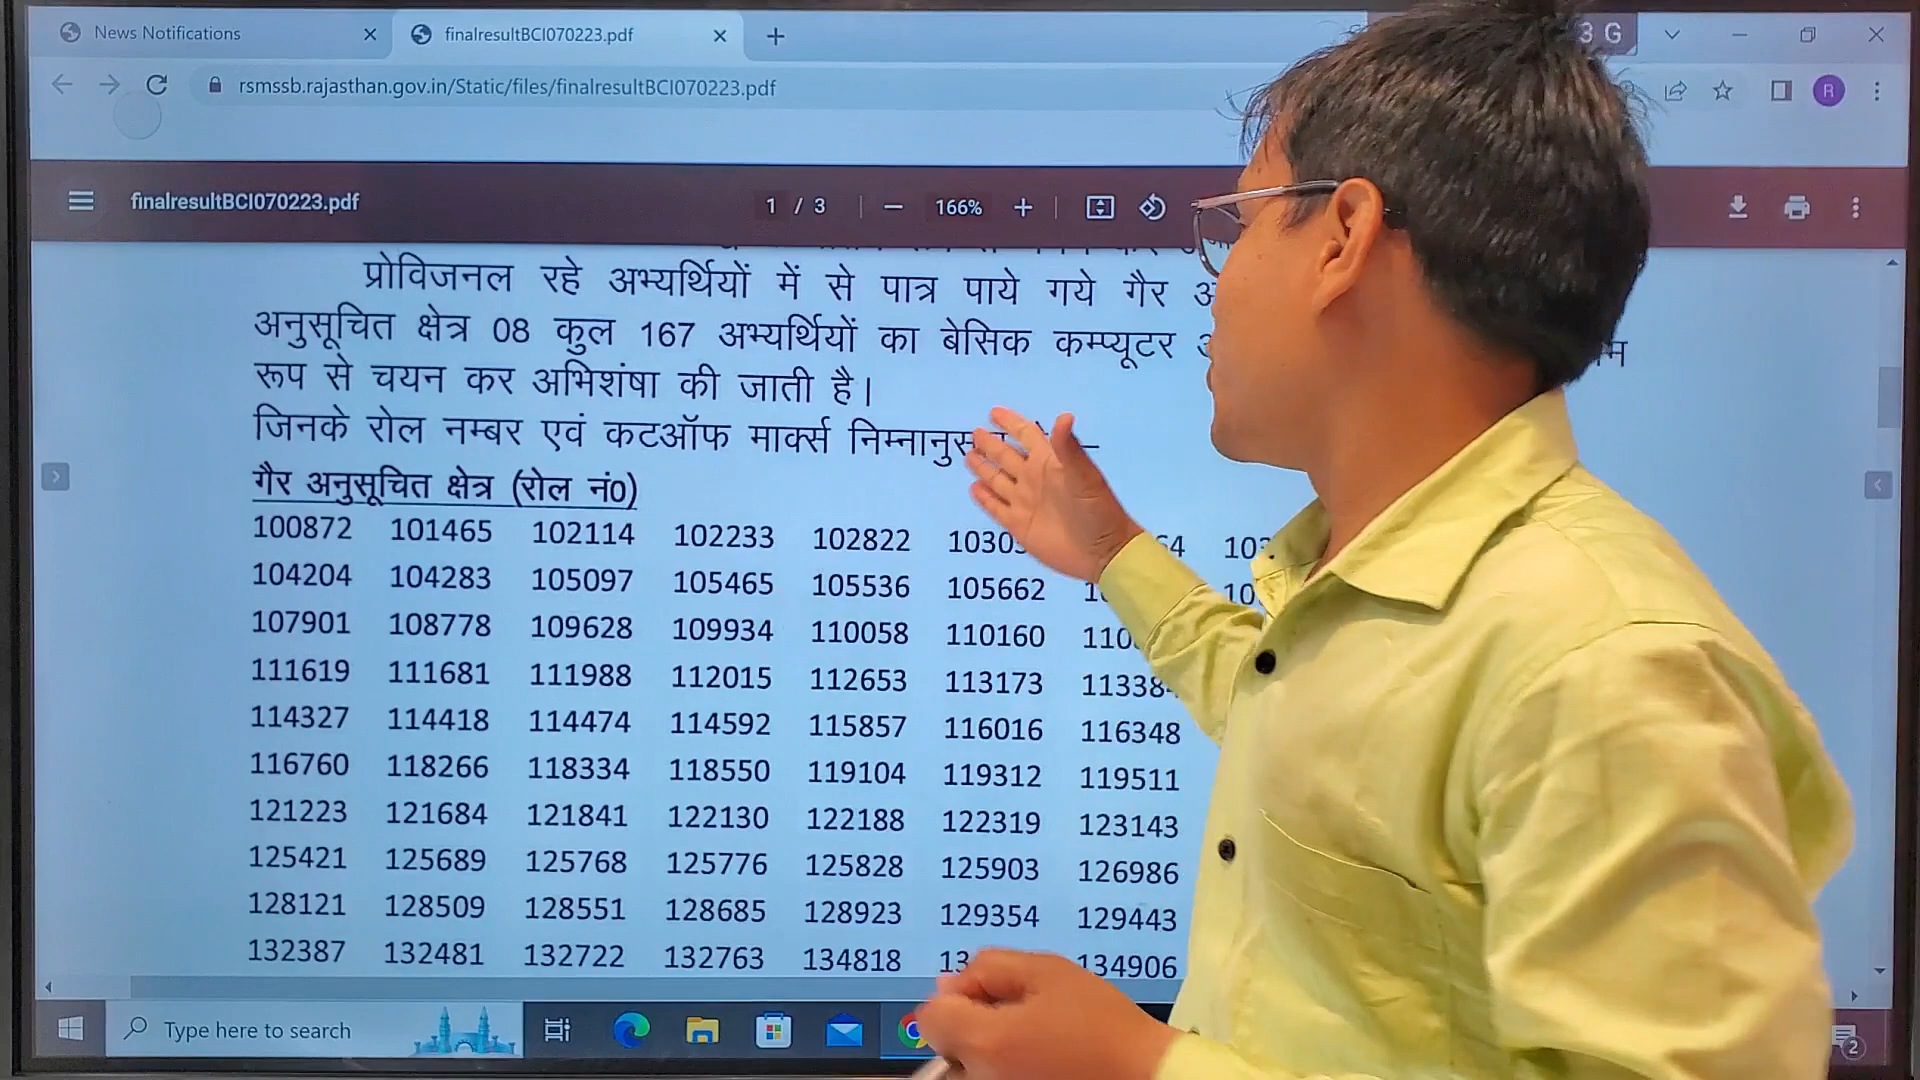 News Notifications
finalresultBCI070223.pdf
3 G
rsmssb.rajasthan.gov.in/Static/files/finalresultBCI070223.pdf
R
finalresultBCI070223.pdf
1 / 3
166%
प्रोविजनल रहे अभ्यर्थियों में से पात्र पाये गये गैर
अनुसूचित क्षेत्र 08 कुल 167 अभ्यर्थियों का बेसिक कम्प्यूटर
रूप से चयन कर अभिशंषा की जाती है।
जिनके रोल नम्बर एवं कटऑफ मार्क्स
गैर अनुसूचित क्षेत्र (रोल नं0)
100872 101465 102114 102233 102822
104204 104283 105097 105465 105536 105662
107901 108778 109628 109934 110058 110160
111619 111681 111988 112015 112653 113173
114327 114418 114474 114592 115857 116016 116348
116760 118266 118334 118550 119104 119312 119511
121223 121684 121841 122130 122188 122319 123143
125421 125689 125768 125776 125828 125903 126986
128121 128509 128551 128685 128923 129354 129443
132387 132481 132722 132763 134818 134906
Type here to search
2